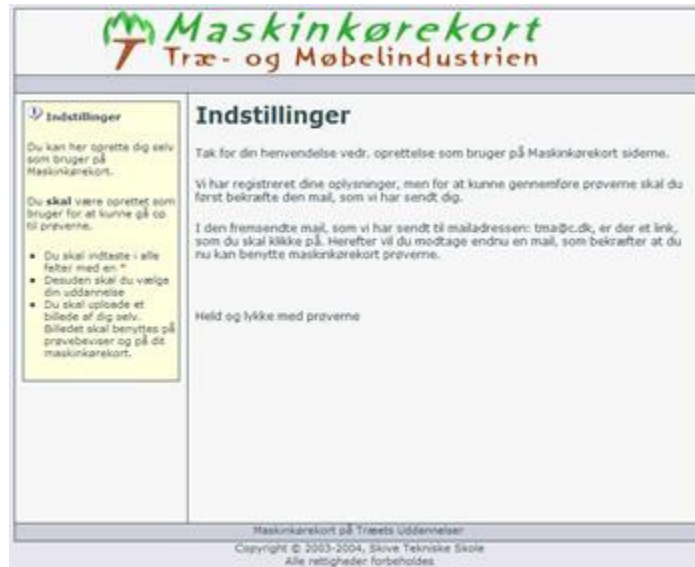 Maskinkørekort
Træ- og Møbelindustrien
Indstillinger
Du kan her oprette dig selv
som bruger på
Maskinkørekort.
Du skal være oprettet som
bruger for at kunne gå op
til prøverne.
Du skal indtaste i alle
felter med en *
Desuden skal du vælge
din uddannelse
Du skal uploade et
billede af dig selv.
Billedet skal benyttes på
prøvebeviser og på dit
maskinkørekort.
Indstillinger
Tak for din henvendelse vedr. oprettelse som bruger på Maskinkørekort siderne.
Vi har registreret dine oplysninger, men for at kunne gennemføre prøverne skal du
først bekræfte den mail, som vi har sendt dig.
I den fremsendte mail, som vi har sendt til mailadressen: tma@c.dk, er der et link,
som du skal klikke på. Herefter vil du modtage endnu en mail, som bekræfter at du
nu kan benytte maskinkørekort prøverne.
Held og lykke med prøverne
Maskinkørekort på Træets Uddannelser
Copyright © 2003-2004, Skive Tekniske Skole
Alle rettigheder forbeholdes